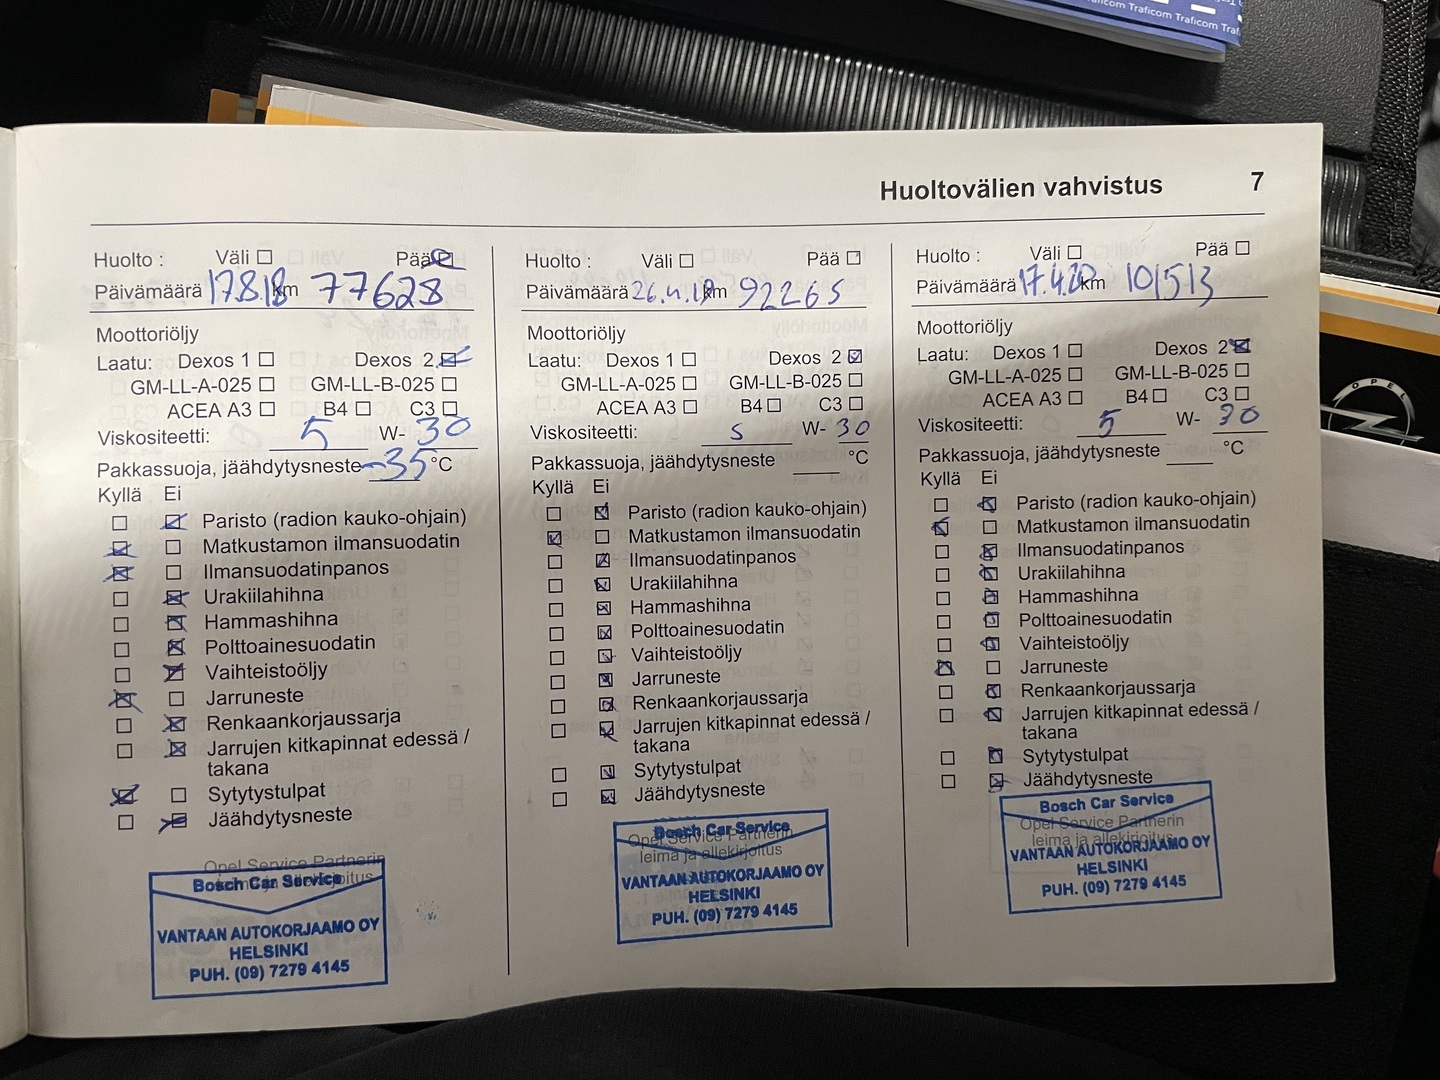 Traficom Traficom Traficom
Huoltovälien vahvistus 7
Huolto : Väli Pää
Päivämäärä 17.8.18 km 77628
Moottoriöljy
Laatu: Dexos 1 Dexos 2
GM-LL-A-025 GM-LL-B-025
ACEA A3 B4 C3
Viskositeetti: 5 W- 30
Pakkassuoja, jäähdytysneste -35 °C
Kyllä Ei
Paristo (radion kauko-ohjain)
Matkustamon ilmansuodatin
Ilmansuodatinpanos
Urakiilahihna
Hammashihna
Polttoainesuodatin
Vaihteistoöljy
Jarruneste
Renkaankorjaussarja
Jarrujen kitkapinnat edessä /
takana
Sytytystulpat
Jäähdytysneste
Opel Service Partnerin
leima ja allekirjoitus
Bosch Car Service
VANTAAN AUTOKORJAAMO OY
HELSINKI
PUH. (09) 7279 4145
Huolto : Väli Pää
Päivämäärä 26.4.19 km 92265
Moottoriöljy
Laatu: Dexos 1 Dexos 2
GM-LL-A-025 GM-LL-B-025
ACEA A3 B4 C3
Viskositeetti: 5 W- 30
Pakkassuoja, jäähdytysneste °C
Kyllä Ei
Paristo (radion kauko-ohjain)
Matkustamon ilmansuodatin
Ilmansuodatinpanos
Urakiilahihna
Hammashihna
Polttoainesuodatin
Vaihteistoöljy
Jarruneste
Renkaankorjaussarja
Jarrujen kitkapinnat edessä /
takana
Sytytystulpat
Jäähdytysneste
Bosch Car Service
Opel Service Partnerin
leima ja allekirjoitus
VANTAAN AUTOKORJAAMO OY
HELSINKI
PUH. (09) 7279 4145
Huolto : Väli Pää
Päivämäärä 17.4.20 km 101513
Moottoriöljy
Laatu: Dexos 1 Dexos 2
GM-LL-A-025 GM-LL-B-025
ACEA A3 B4 C3
Viskositeetti: 5 W- 30
Pakkassuoja, jäähdytysneste °C
Kyllä Ei
Paristo (radion kauko-ohjain)
Matkustamon ilmansuodatin
Ilmansuodatinpanos
Urakiilahihna
Hammashihna
Polttoainesuodatin
Vaihteistoöljy
Jarruneste
Renkaankorjaussarja
Jarrujen kitkapinnat edessä /
takana
Sytytystulpat
Jäähdytysneste
Bosch Car Service
Opel Service Partnerin
leima ja allekirjoitus
VANTAAN AUTOKORJAAMO OY
HELSINKI
PUH. (09) 7279 4145
OPEL